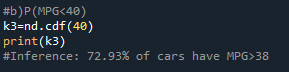 #b)P(MPG<40)
k3=nd.cdf(40)
print(k3)
#Inference: 72.93% of cars have MPG>38